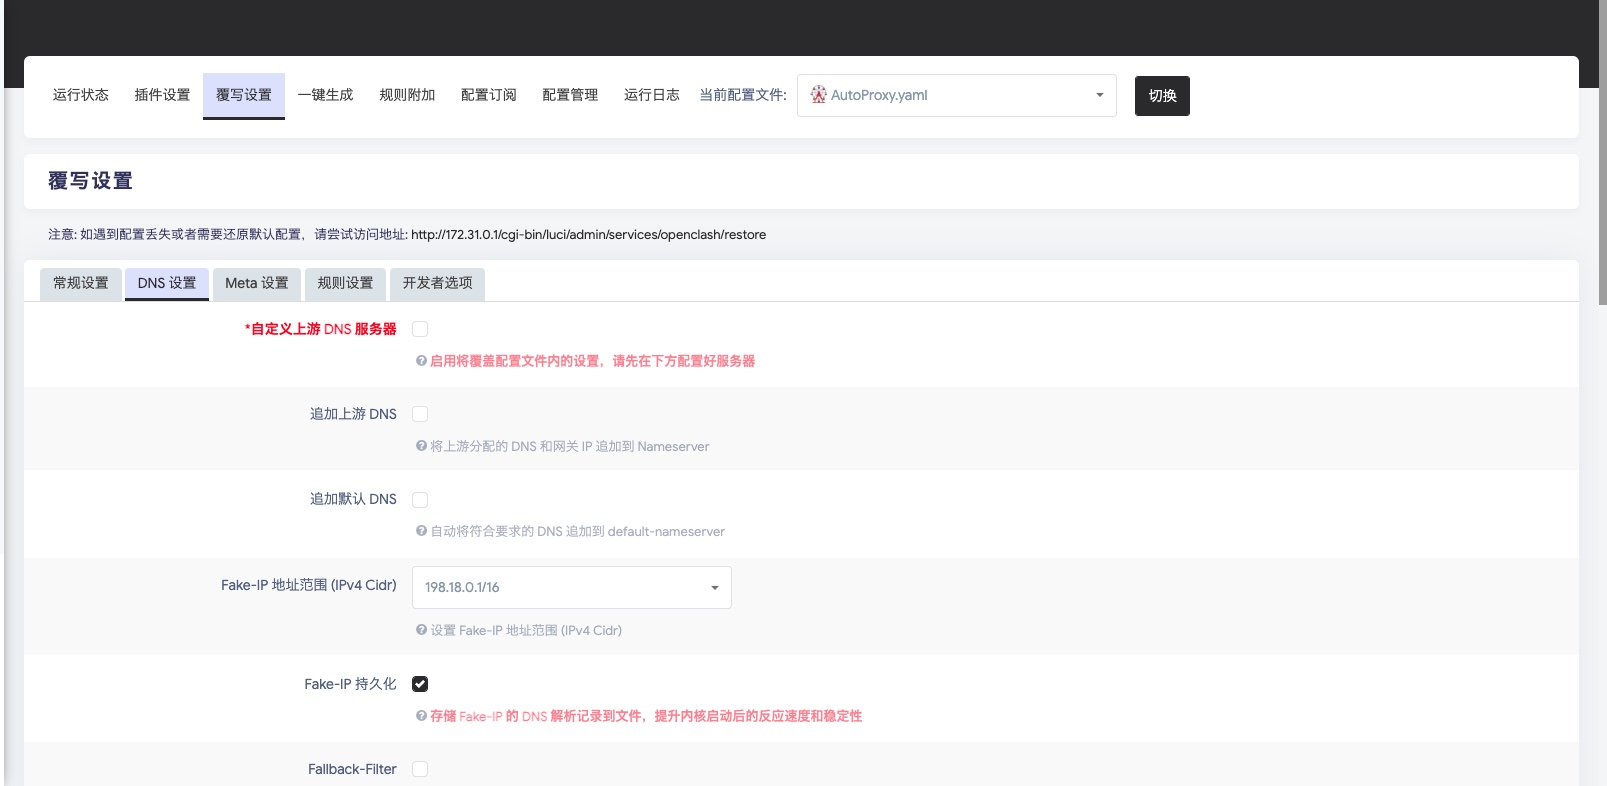 运行状态 插件设置 覆写设置 一键生成 规则附加 配置订阅 配置管理 运行日志 当前配置文件: AutoProxy.yaml 切换
覆写设置
注意: 如遇到配置丢失或者需要还原默认配置，请尝试访问地址: http://172.31.0.1/cgi-bin/luci/admin/services/openclash/restore
常规设置 DNS 设置 Meta 设置 规则设置 开发者选项
*自定义上游 DNS 服务器
启用将覆盖配置文件内的设置，请先在下方配置好服务器
追加上游 DNS
将上游分配的 DNS 和网关 IP 追加到 Nameserver
追加默认 DNS
自动将符合要求的 DNS 追加到 default-nameserver
Fake-IP 地址范围 (IPv4 Cidr) 198.18.0.1/16
设置 Fake-IP 地址范围 (IPv4 Cidr)
Fake-IP 持久化
存储 Fake-IP 的 DNS 解析记录到文件，提升内核启动后的反应速度和稳定性
Fallback-Filter